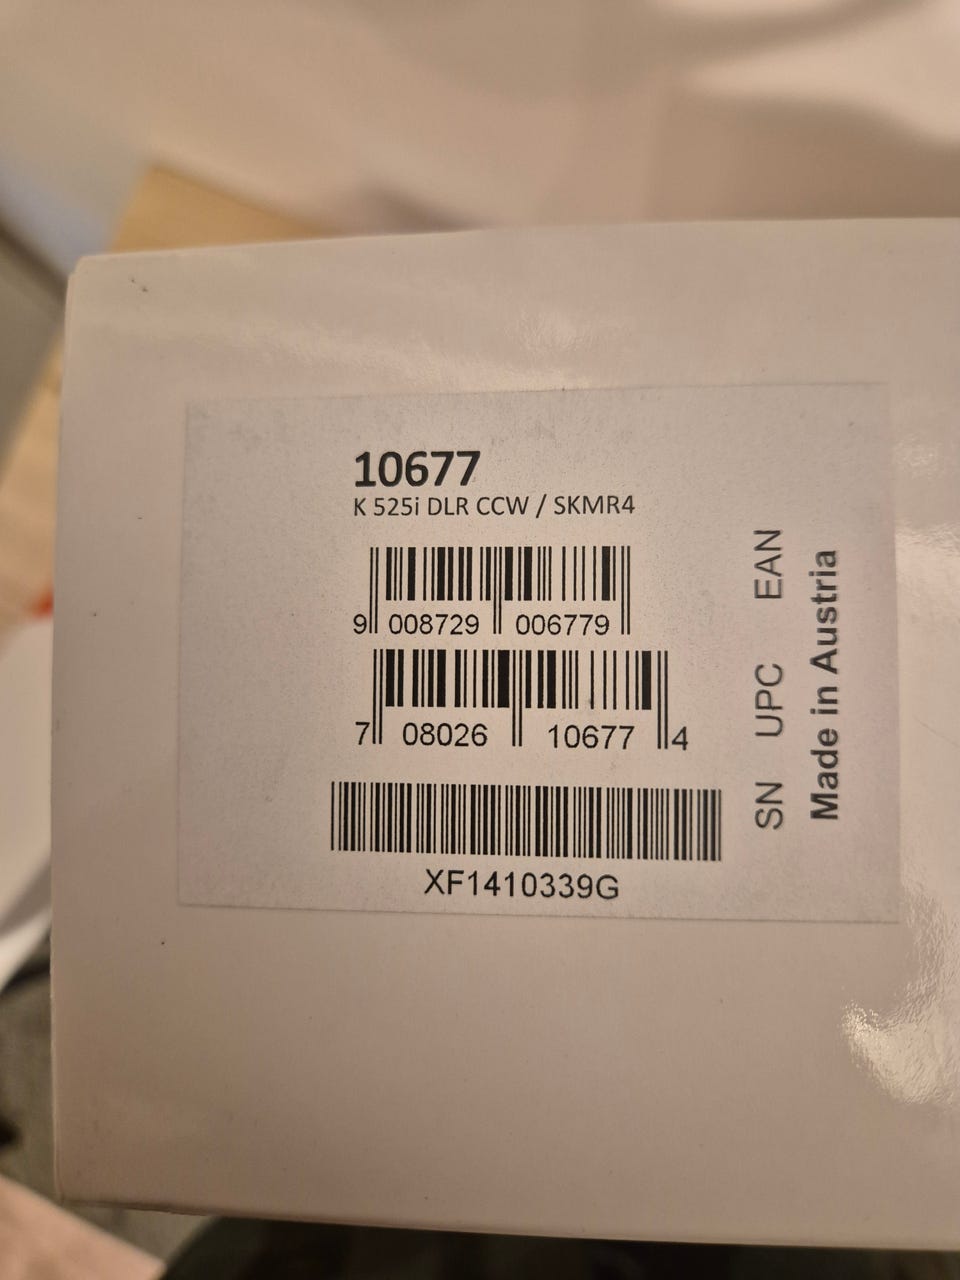 10677
K 525i DLR CCW / SKMR4
9 008729 006779
7 08026 10677 4
XF1410339G
SN UPC EAN
Made in Austria